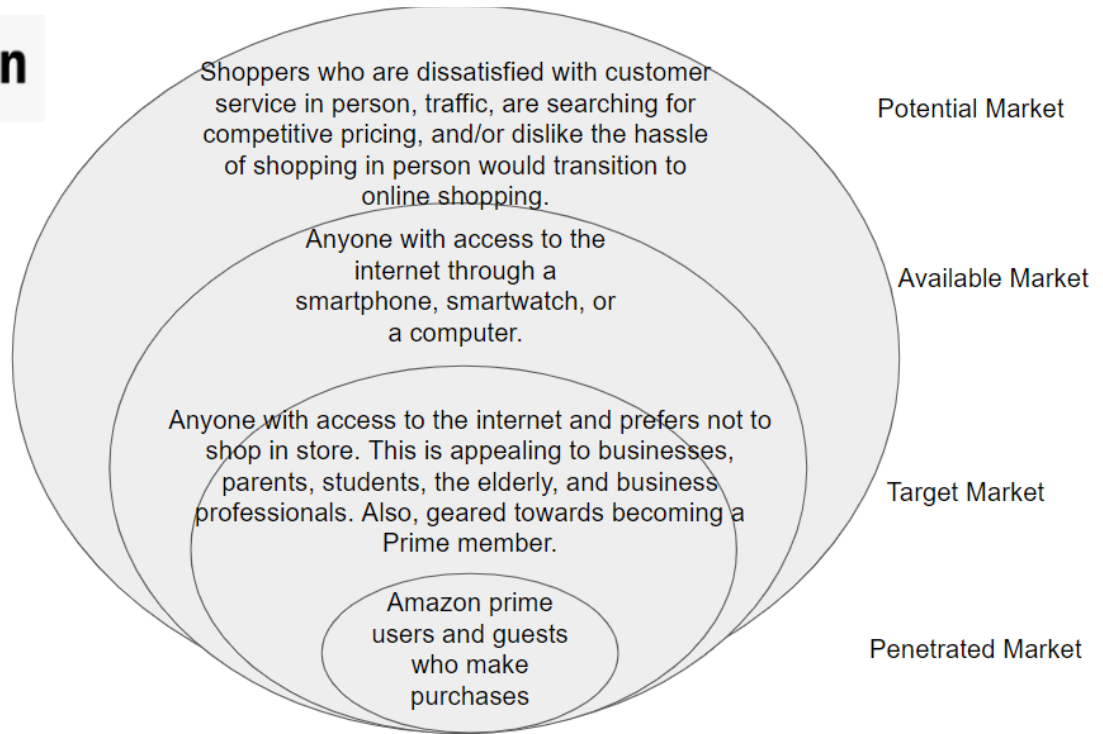 n
Shoppers who are dissatisfied with customer
service in person, traffic, are searching for
competitive pricing, and/or dislike the hassle
of shopping in person would transition to
online shopping.
Potential Market
Anyone with access to the
internet through a
smartphone, smartwatch, or
a computer.
Available Market
Anyone with access to the internet and prefers not to
shop in store. This is appealing to businesses,
parents, students, the elderly, and business
professionals. Also, geared towards becoming a
Prime member.
Target Market
Amazon prime
users and guests
who make
purchases
Penetrated Market